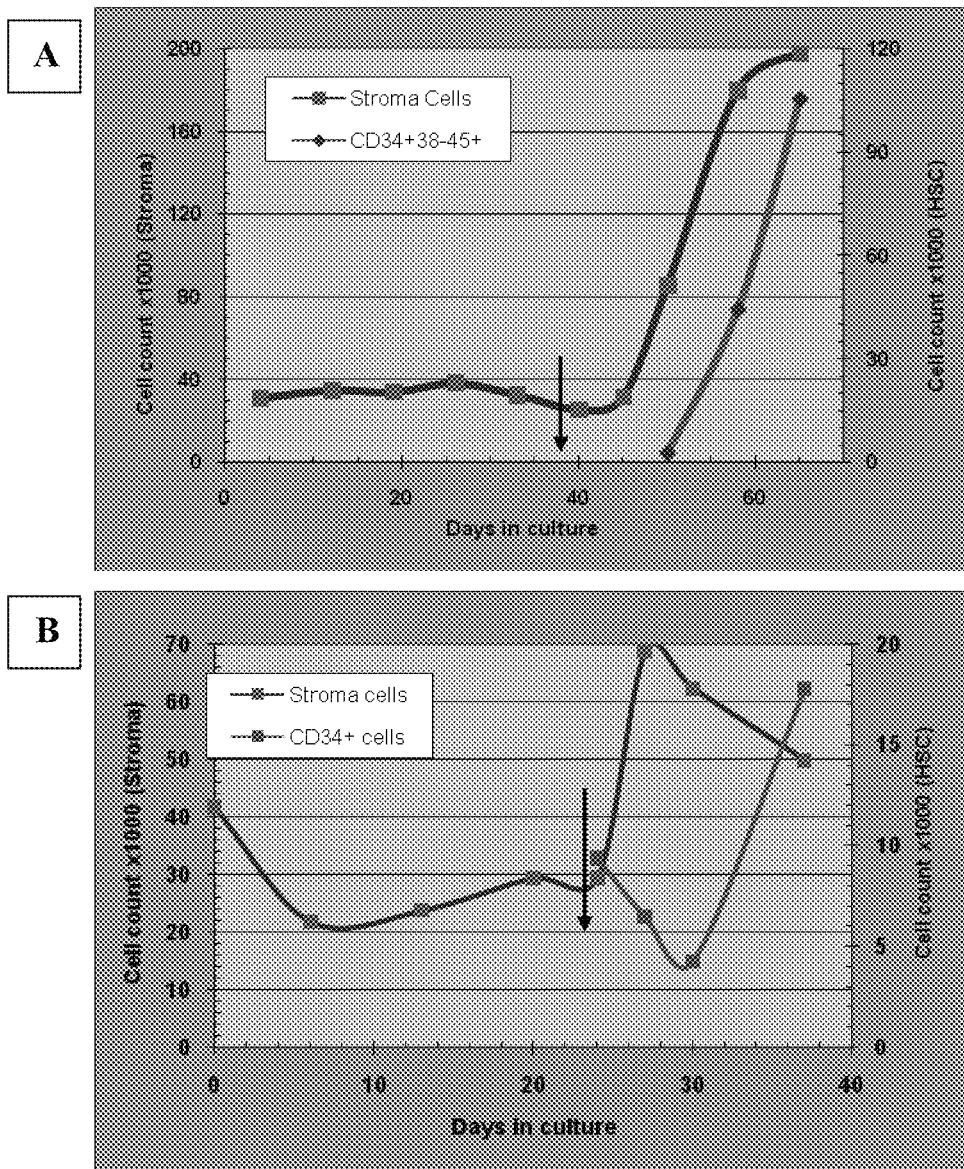 A
Stroma Cells
CD34+38-45+
Cell count x1000 (Stroma)
200
160
120
80
40
0
Cell count x1000 (HSC)
120
90
60
30
0
0 20 40 60
Days in culture
B
Stroma cells
CD34+ cells
Cell count x1000 (Stroma)
70
60
50
40
30
20
10
0
Cell count x1000 (HSC)
20
15
10
5
0
0 10 20 30 40
Days in culture